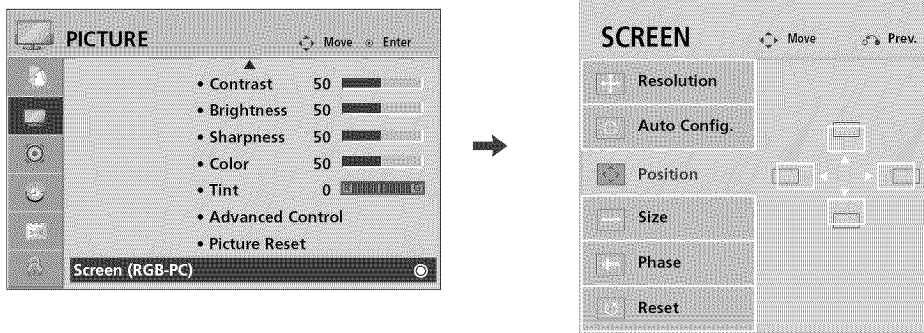 PICTURE
Move Enter
• Contrast 50
• Brightness 50
• Sharpness 50
• Color 50
• Tint 0 R G
• Advanced Control
• Picture Reset
Screen (RGB-PC)
SCREEN
Move Prev.
Resolution
Auto Config.
Position
Size
Phase
Reset